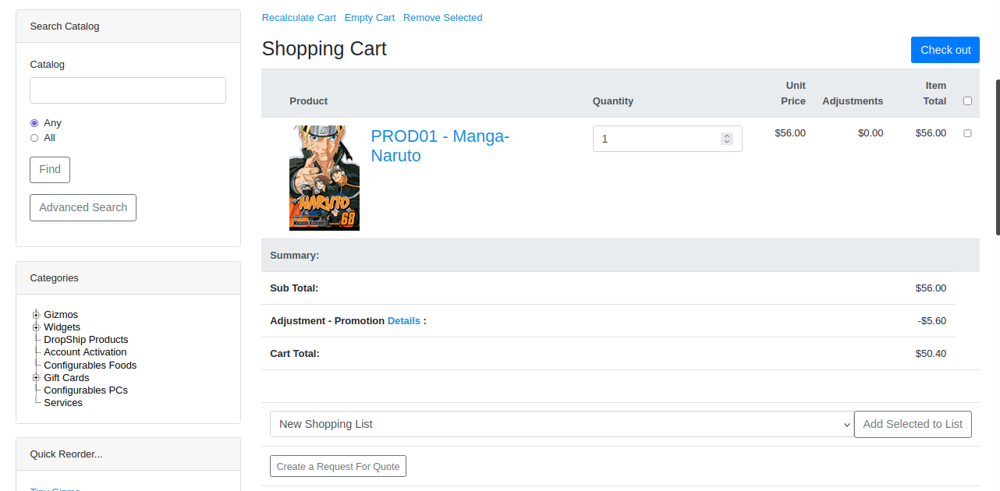 Search Catalog
Catalog
Any
All
Find
Advanced Search
Categories
Gizmos
Widgets
DropShip Products
Account Activation
Configurables Foods
Gift Cards
Configurables PCs
Services
Quick Reorder...
Recalculate Cart Empty Cart Remove Selected
Shopping Cart
Check out
Product Quantity Unit Price Adjustments Item Total
NARUTO
68
Masashi Kishimoto
PROD01 - Manga-
Naruto
1
$56.00 $0.00 $56.00
Summary:
Sub Total: $56.00
Adjustment - Promotion Details : -$5.60
Cart Total: $50.40
New Shopping List
Add Selected to List
Create a Request For Quote